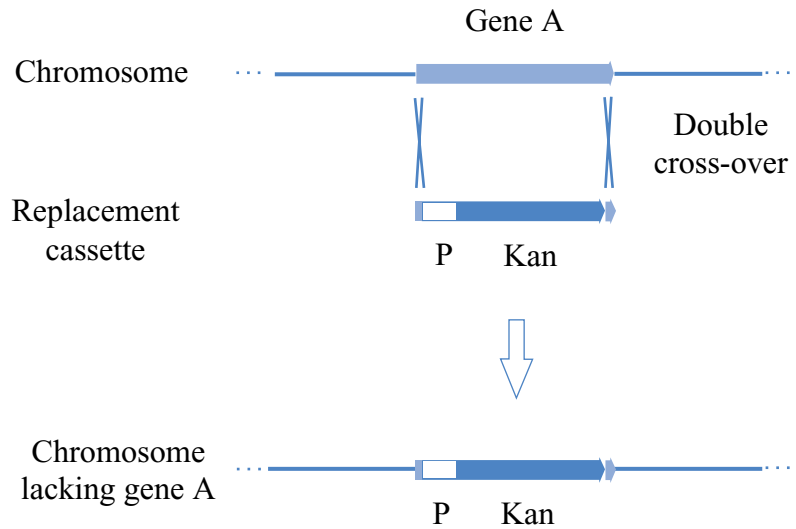 Gene A
Chromosome
Double
cross-over
Replacement
cassette
P
Kan
Chromosome
lacking gene A
P
Kan